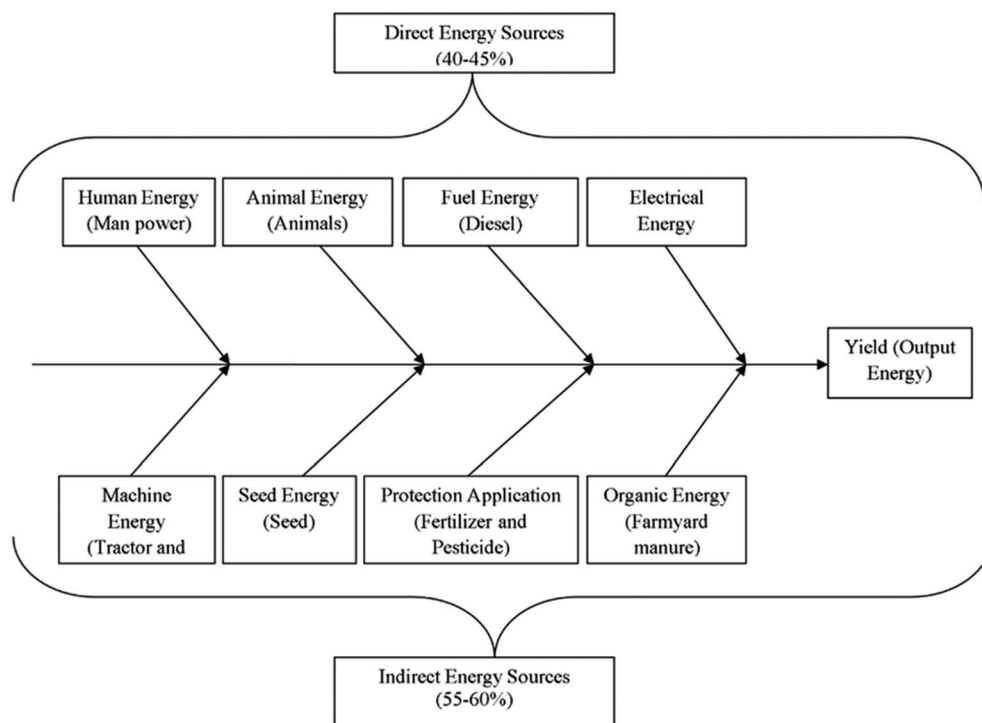 Direct Energy Sources
(40-45%)
Human Energy
(Man power)
Animal Energy
(Animals)
Fuel Energy
(Diesel)
Electrical
Energy
Yield (Output
Energy)
Machine
Energy
(Tractor and
Seed Energy
(Seed)
Protection Application
(Fertilizer and
Pesticide)
Organic Energy
(Farmyard
manure)
Indirect Energy Sources
(55-60%)